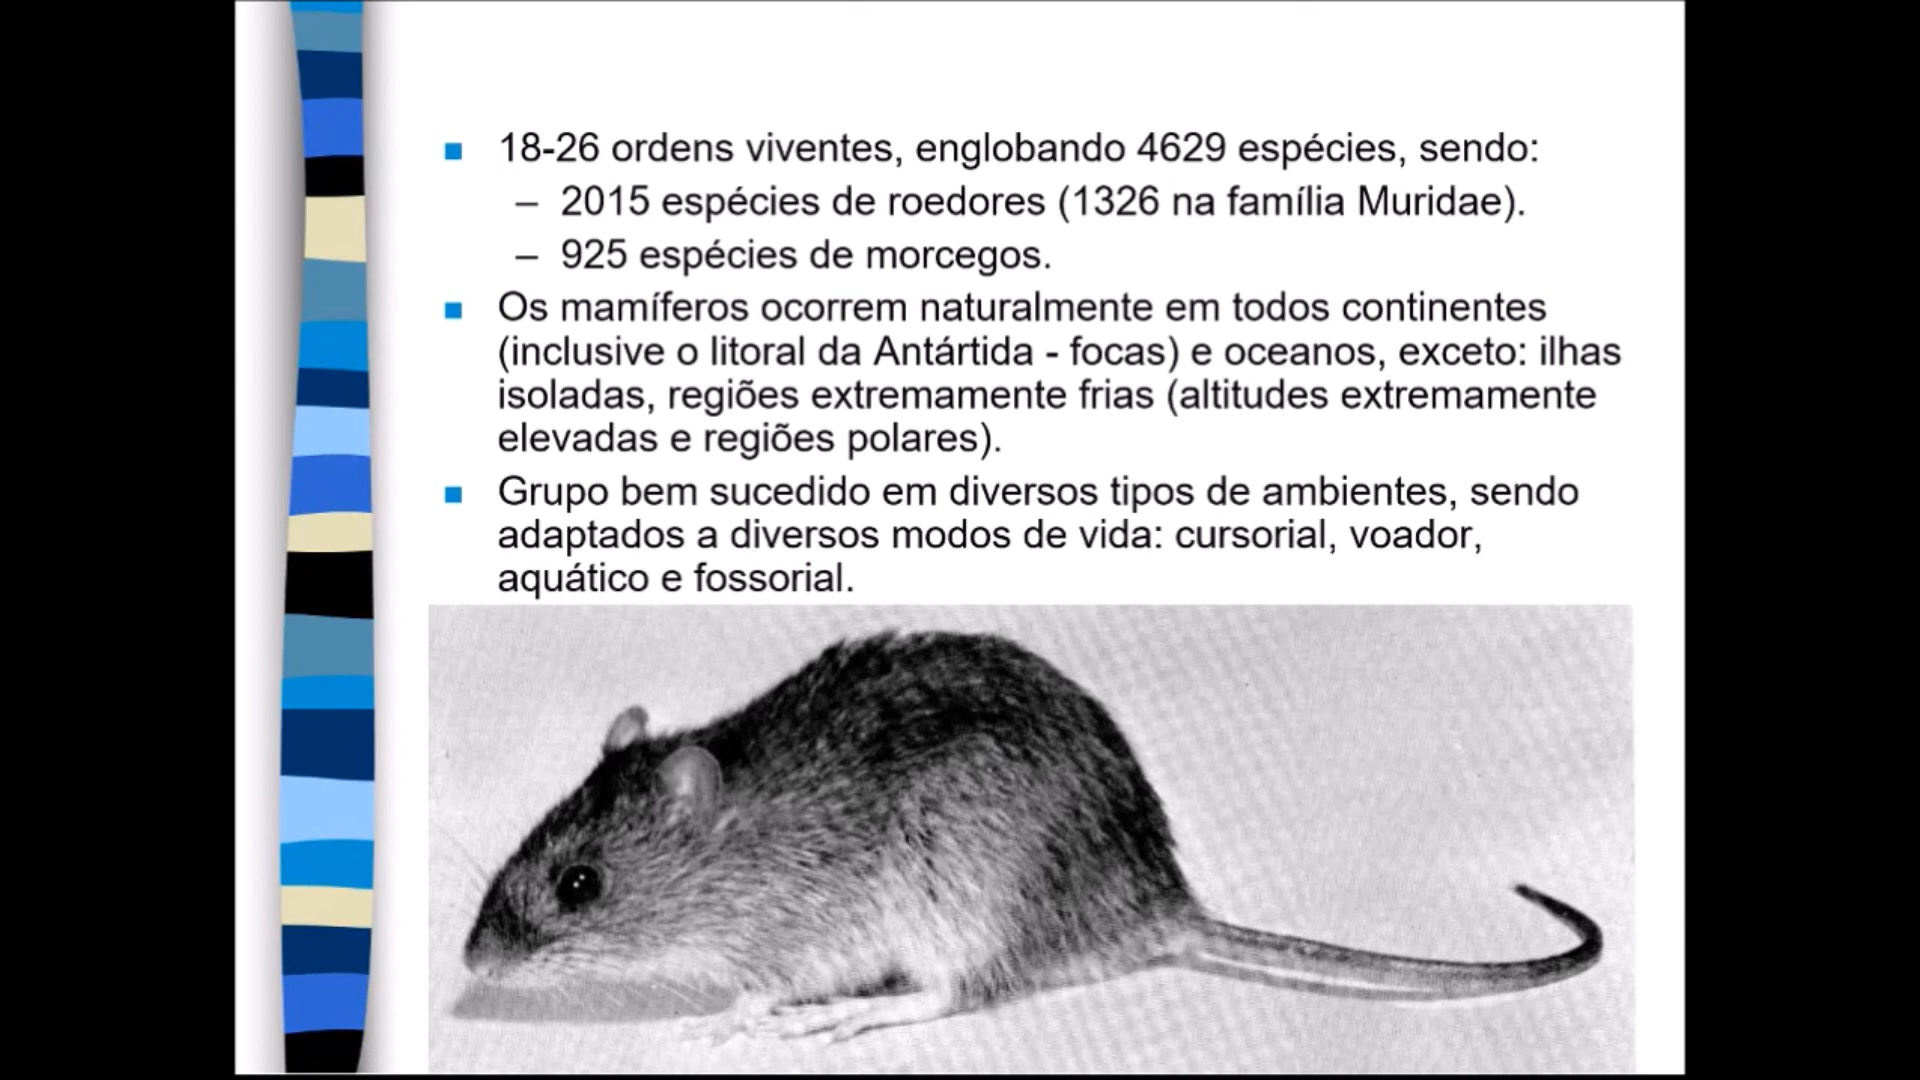 18-26 ordens viventes, englobando 4629 espécies, sendo:
– 2015 espécies de roedores (1326 na família Muridae).
– 925 espécies de morcegos.
Os mamíferos ocorrem naturalmente em todos continentes
(inclusive o litoral da Antártida - focas) e oceanos, exceto: ilhas
isoladas, regiões extremamente frias (altitudes extremamente
elevadas e regiões polares).
Grupo bem sucedido em diversos tipos de ambientes, sendo
adaptados a diversos modos de vida: cursorial, voador,
aquático e fossorial.